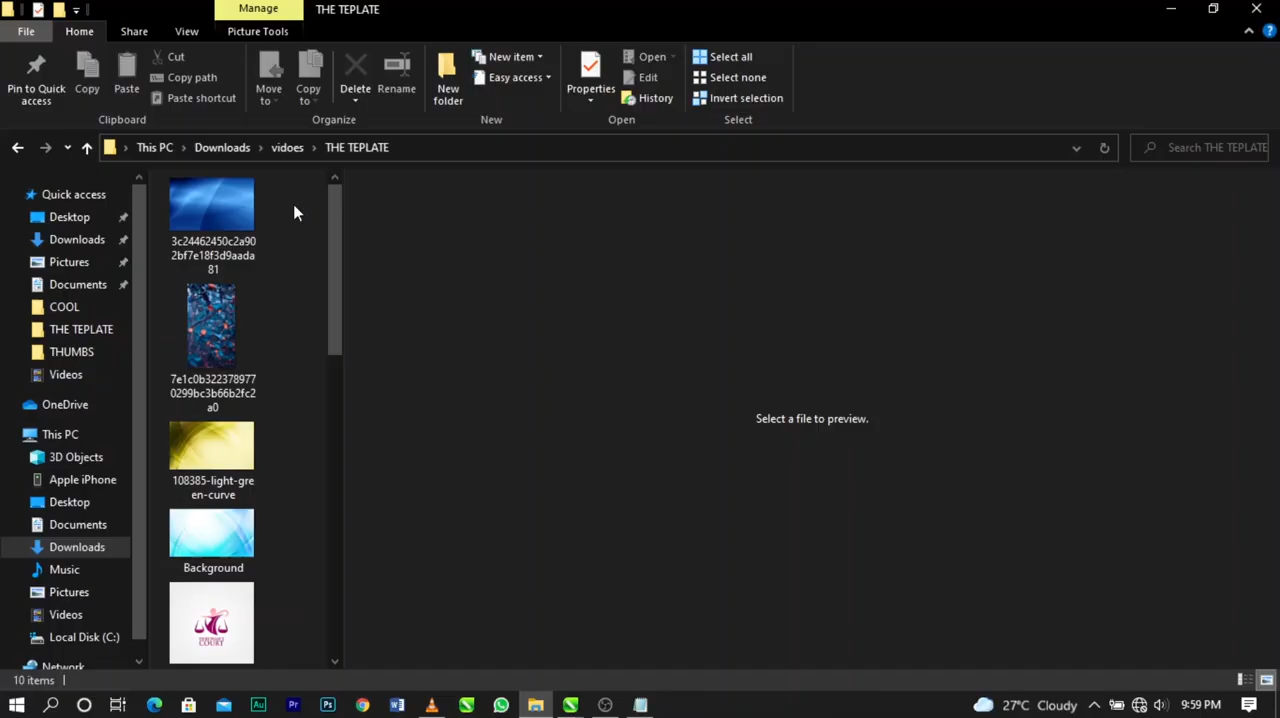 Manage
THE TEPLATE
File
Home
Share
View
Picture Tools
Pin to Quick access
Copy
Paste
Cut
Copy path
Paste shortcut
Clipboard
Move to
Copy to
Delete
Rename
Organize
New folder
New item
Easy access
New
Properties
Open
Edit
History
Open
Select all
Select none
Invert selection
Select
This PC
Downloads
vidoes
THE TEPLATE
Search THE TEPLATE
Quick access
Desktop
Downloads
Pictures
Documents
COOL
THE TEPLATE
THUMBS
Videos
OneDrive
This PC
3D Objects
Apple iPhone
Desktop
Documents
Downloads
Music
Pictures
Videos
Local Disk (C:)
Network
3c24462450c2a90
2bf7e18f3d9aada
81
7e1c0b322378977
0299bc3b66b2fc2
a0
108385-light-gre
en-curve
Background
COURT
Select a file to preview.
10 items
Au
Pr
Ps
27°C Cloudy
9:59 PM